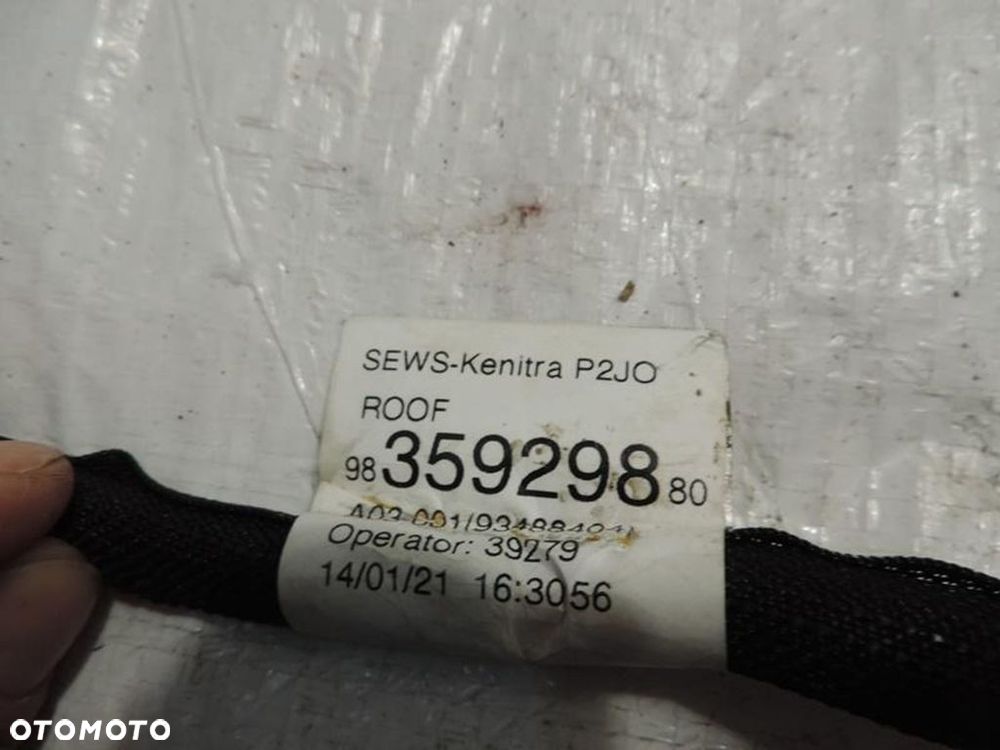 SEWS-Kenitra P2JO
ROOF
98 359298 80
Operator: 39279
14/01/21 16:3056
OTOMOTO